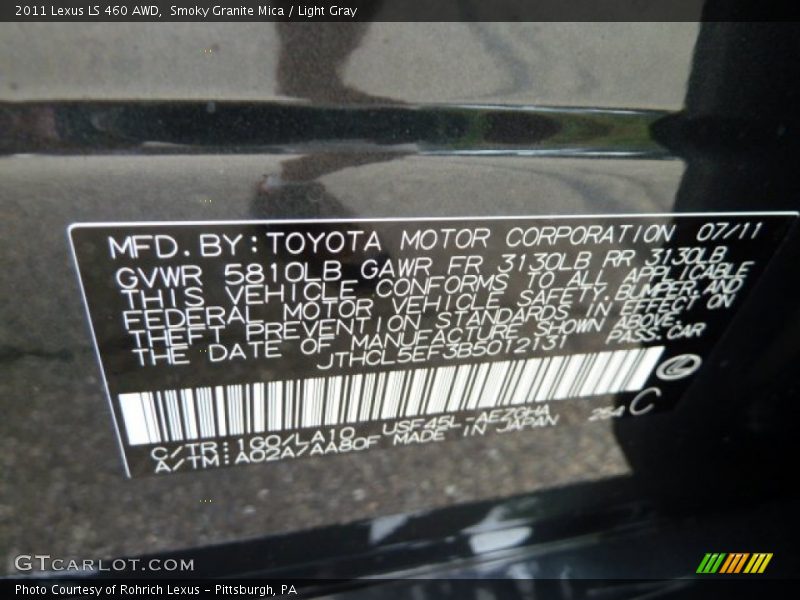 2011 Lexus LS 460 AWD,  Smoky Granite Mica / Light Gray
MFD. BY: TOYOTA MOTOR CORPORATION 07/11
GVWR 5810LB GAWR FR 3130LB RR 3130LB
THIS VEHICLE CONFORMS TO ALL APPLICABLE
FEDERAL MOTOR VEHICLE SAFETY, BUMPER, AND
THEFT PREVENTION STANDARDS IN EFFECT ON
THE DATE OF MANUFACTURE SHOWN ABOVE.
JTHCL5EF3B5012131 PASS. CAR
C/TR: 1G0/LA10 USF45L-AEZGHA
A/TM: A02A/AA80F MADE IN JAPAN 264 C
GTCARLOT.COM
Photo Courtesy of Rohrich Lexus - Pittsburgh, PA